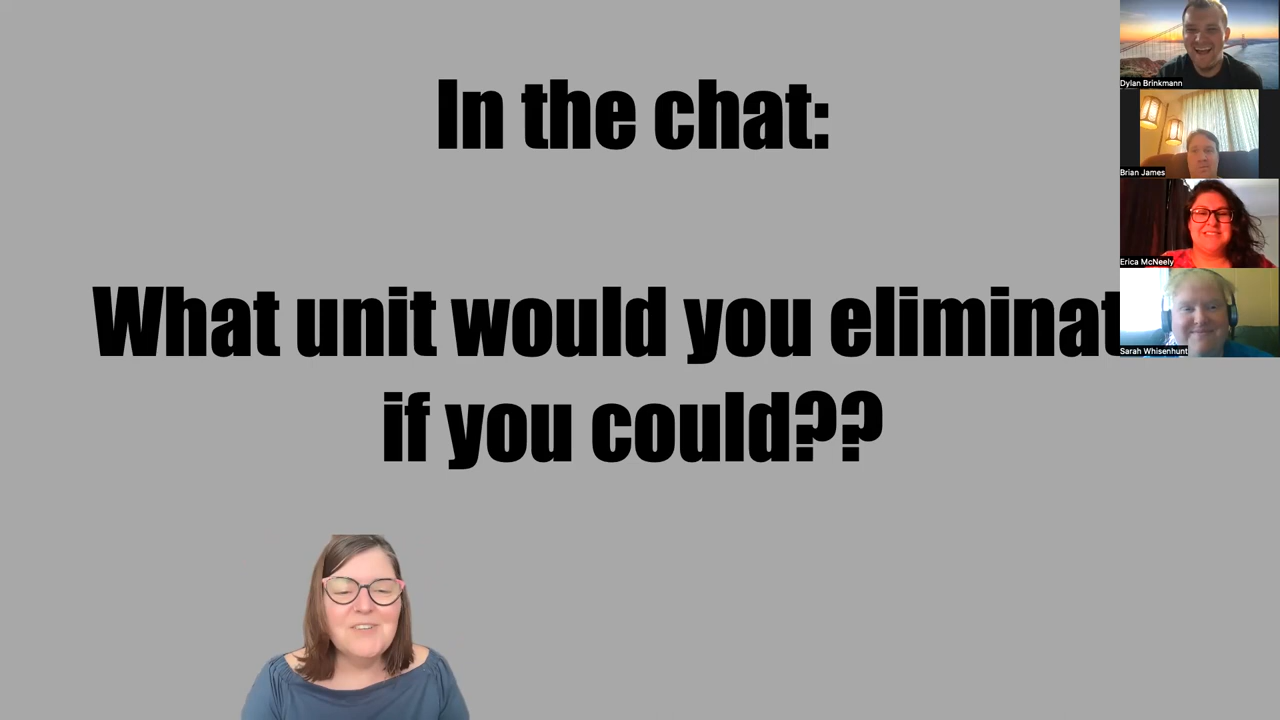 In the chat:
What unit would you eliminat
if you could??
Dylan Brinkmann
Brian James
Erica McNeely
Sarah Whisenhunt